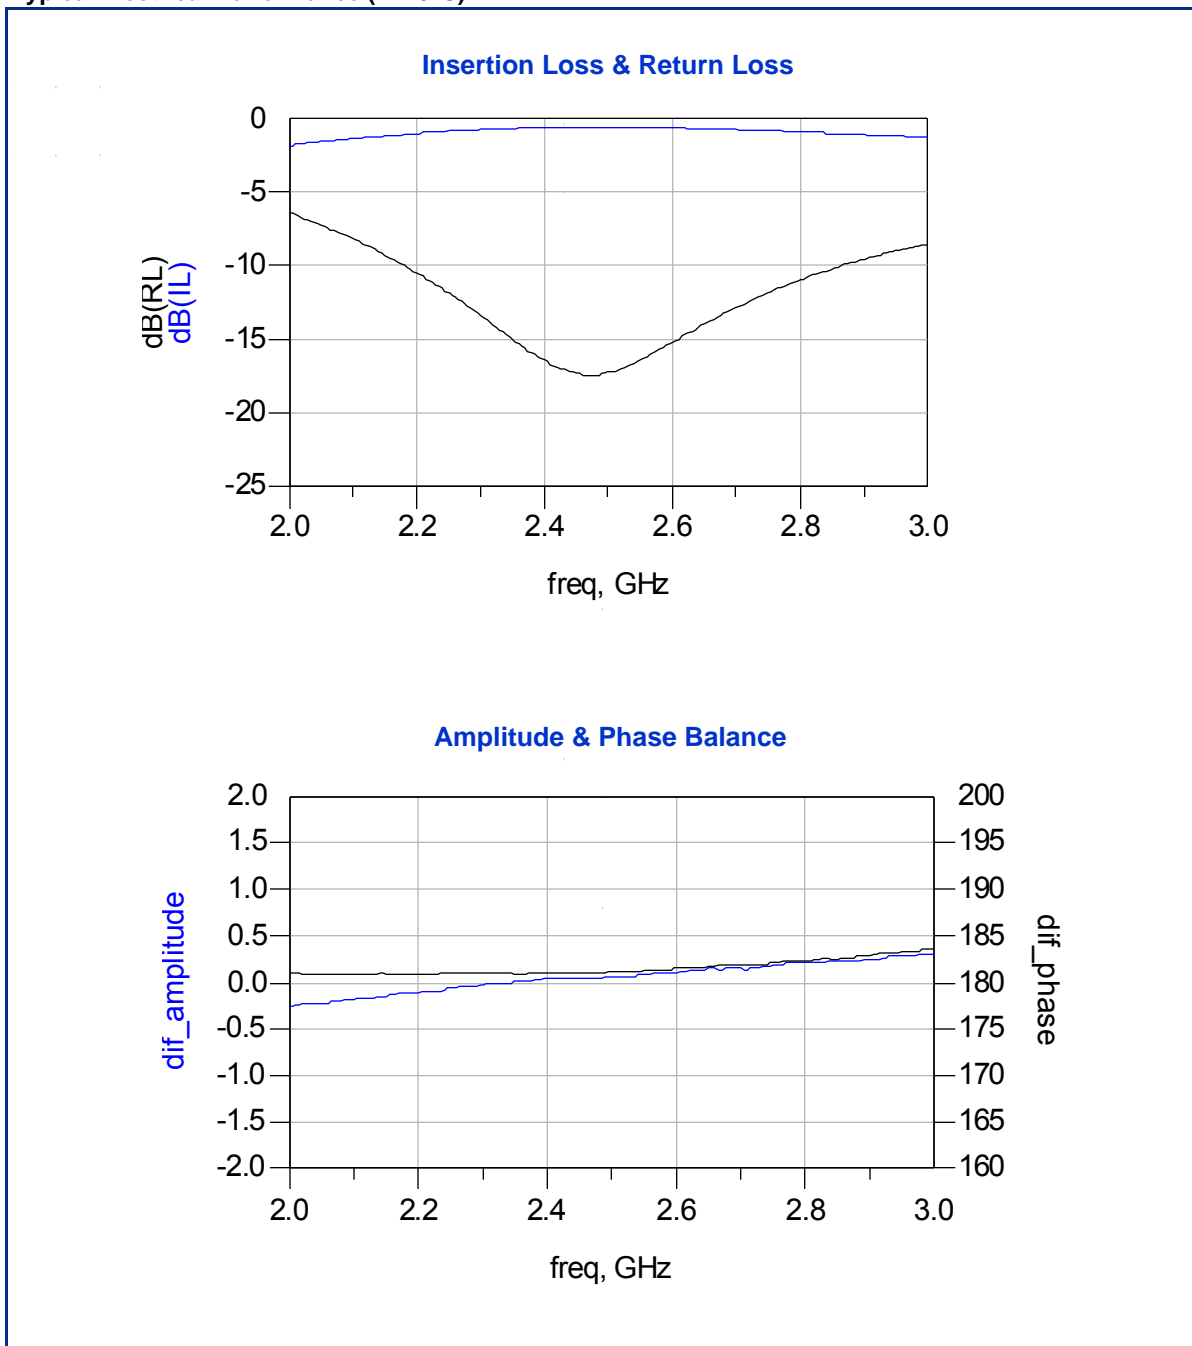 Insertion Loss & Return Loss
0
-5
-10
-15
-20
-25
dB(RL)
dB(IL)
2.0 2.2 2.4 2.6 2.8 3.0
freq, GHz
Amplitude & Phase Balance
2.0 200
1.5 195
1.0 190
0.5 185
0.0 180
-0.5 175
-1.0 170
-1.5 165
-2.0 160
dif_amplitude
dif_phase
2.0 2.2 2.4 2.6 2.8 3.0
freq, GHz